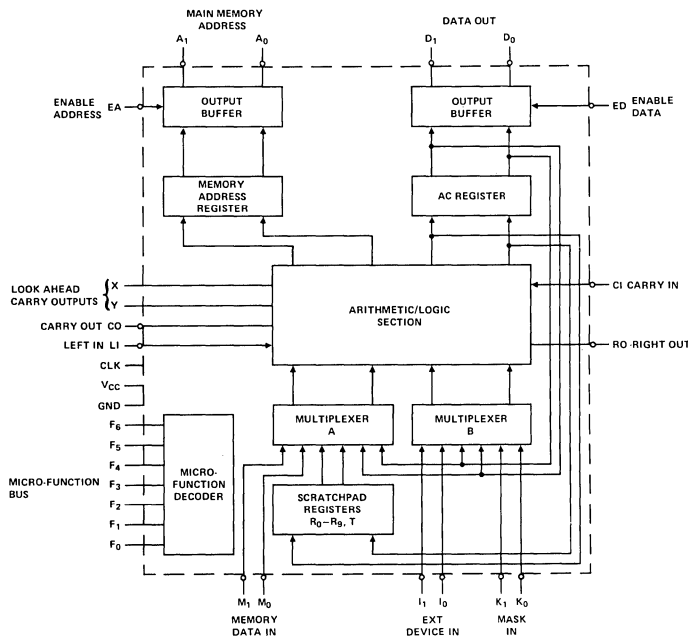 MAIN MEMORY
ADDRESS
A1 A0
DATA OUT
D1 D0
ENABLE
ADDRESS EA
OUTPUT
BUFFER
OUTPUT
BUFFER
ED ENABLE
DATA
MEMORY
ADDRESS
REGISTER
AC REGISTER
LOOK AHEAD
CARRY OUTPUTS
X
Y
CARRY OUT CO
LEFT IN LI
CLK
VCC
GND
ARITHMETIC/LOGIC
SECTION
CI CARRY IN
RO RIGHT OUT
MULTIPLEXER
A
MULTIPLEXER
B
MICRO-FUNCTION
BUS
F6
F5
F4
F3
F2
F1
F0
MICRO-
FUNCTION
DECODER
SCRATCHPAD
REGISTERS
R0–R9, T
M1 M0
MEMORY
DATA IN
I1 I0
EXT
DEVICE IN
K1 K0
MASK
IN